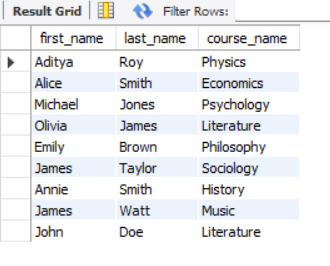 Result Grid Filter Rows:
first_name last_name course_name
Aditya Roy Physics
Alice Smith Economics
Michael Jones Psychology
Olivia James Literature
Emily Brown Philosophy
James Taylor Sociology
Annie Smith History
James Watt Music
John Doe Literature